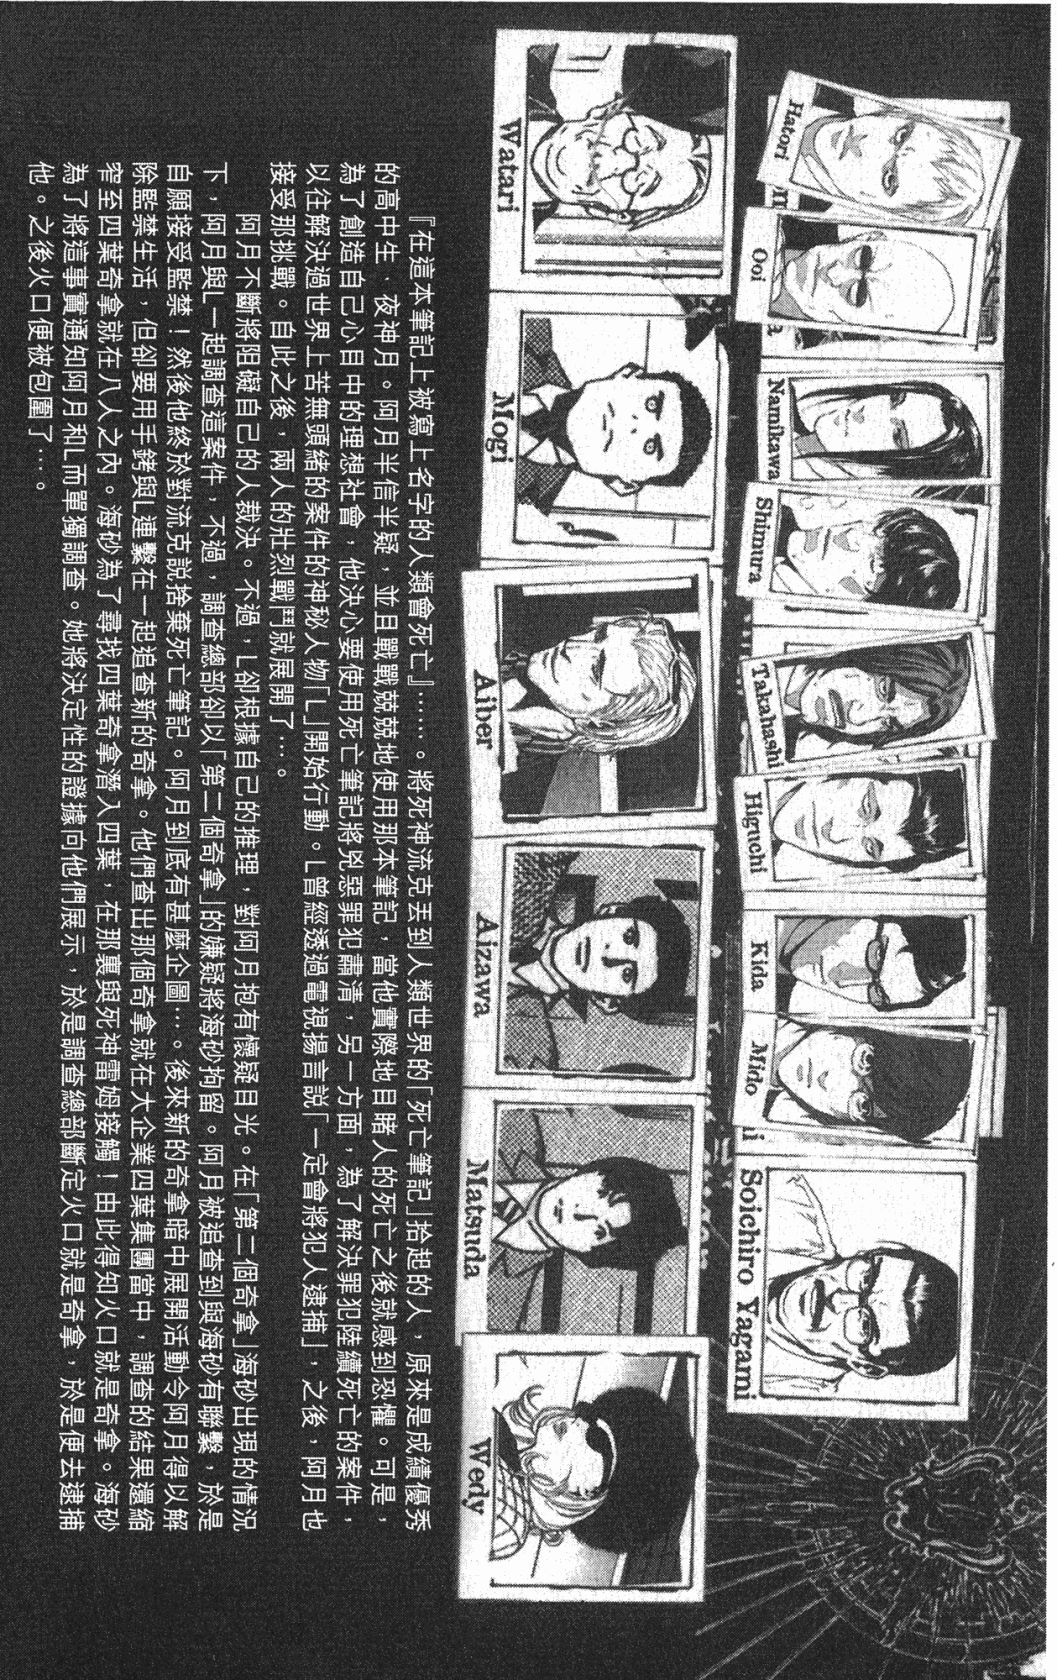 Hatori
Ooi
Namikawa
Shimura
Takahashi
Higuchi
Kida
Mido
Soichiro Yagami
Watari
Mogi
Aiber
Aizawa
Matsuda
Wedy
『在這本筆記上被寫上名字的人類會死亡』……。將死神流克丟到人類世界的「死亡筆記」拾起的人，原來是成績優秀
的高中生．夜神月。阿月半信半疑，並且戰戰兢兢地使用那本筆記，當他實際地目睹人的死亡之後就感到恐懼。可是，
為了創造自己心目中的理想社會，他決心要使用死亡筆記將兇惡罪犯肅清，另一方面，為了解決罪犯陸續死亡的案件，
以往解決過世界上苦無頭緒的案件的神秘人物「L」開始行動。L曾經透過電視揚言說「一定會將犯人逮捕」，之後，阿月也
接受那挑戰。自此之後，兩人的壯烈戰鬥就展開了…。
阿月不斷將阻礙自己的人裁決。不過，L卻根據自己的推理，對阿月抱有懷疑目光。在「第二個奇拿」海砂出現的情況
下，阿月與L一起調查這案件，不過，調查總部卻以「第二個奇拿」的嫌疑將海砂拘留。阿月被追查到與海砂有聯繫，於是
自願接受監禁！然後他終於對流克說捨棄死亡筆記。阿月到底有甚麼企圖…。後來新的奇拿暗中展開活動令阿月得以解
除監禁生活，但卻要用手銬與L連繫在一起追查新的奇拿。他們查出那個奇拿就在大企業四葉集團當中，調查的結果還縮
窄至四葉奇拿就在八人之內。海砂為了尋找四葉奇拿潛入四葉，在那裏與死神雷姆接觸！由此得知火口就是奇拿。海砂
為了將這事實通知阿月和L而單獨調查。她將決定性的證據向他們展示，於是調查總部斷定火口就是奇拿，於是便去逮捕
他。之後火口便被包圍了…。